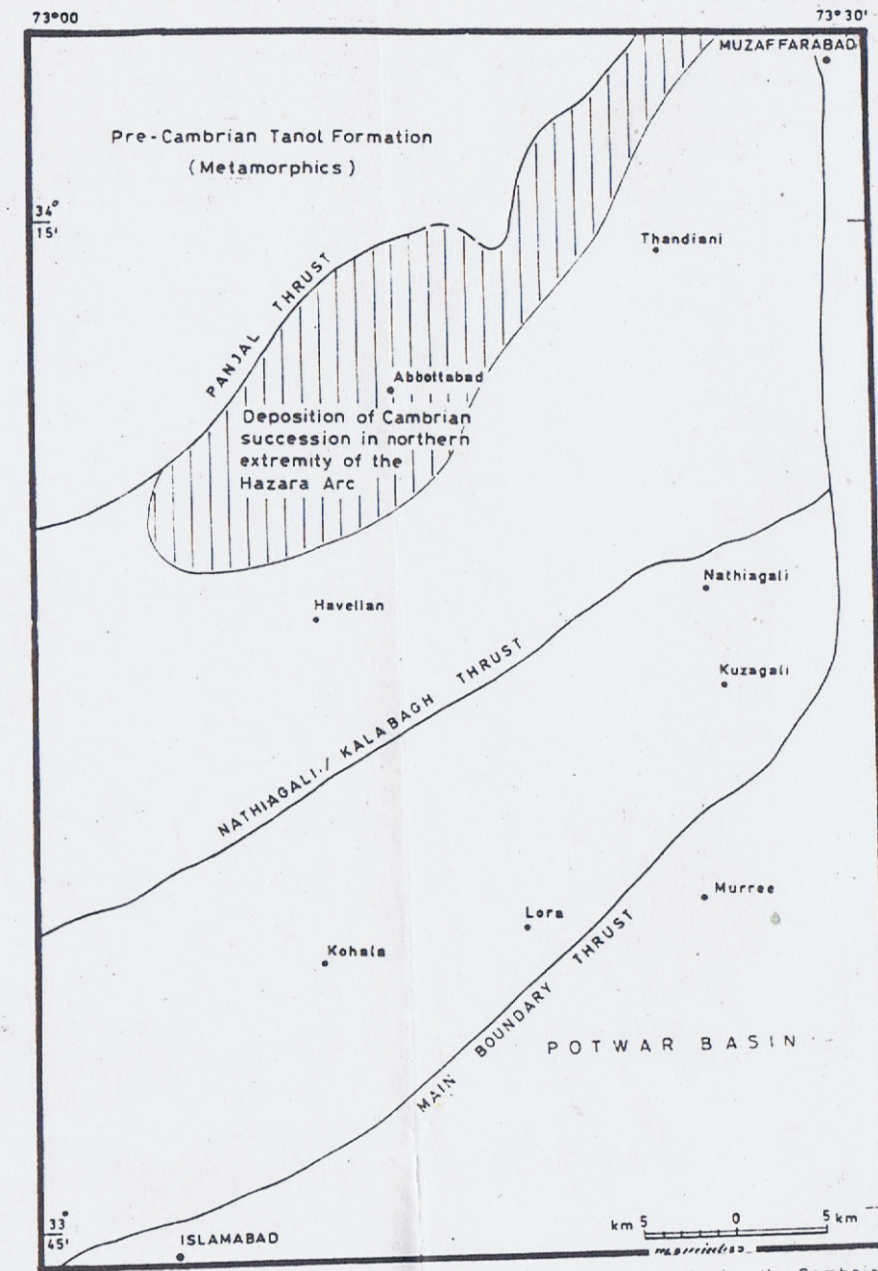 73°00
73°30'
MUZAFFARABAD
Pre-Cambrian Tanol Formation
(Metamorphics)
34°
15'
Thandiani
PANJAL THRUST
Abbottabad
Deposition of Cambrian
succession in northern
extremity of the
Hazara Arc
Havellan
Nathiagali
Kuzagali
NATHIAGALI / KALABAGH THRUST
Murree
Lora
Kohala
MAIN BOUNDARY THRUST
POTWAR BASIN
33°
45'
ISLAMABAD
km 5 0 5 km